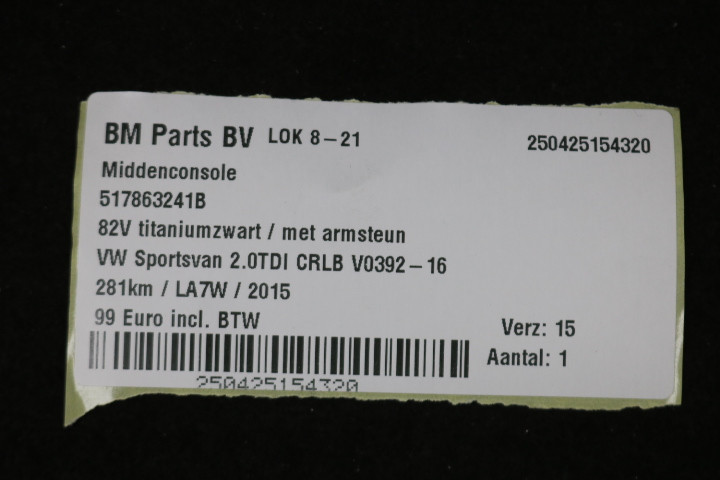 BM Parts BV LOK 8-21 250425154320
Middenconsole
517863241B
82V titaniumzwart / met armsteun
VW Sportsvan 2.0TDI CRLB V0392-16
281km / LA7W / 2015
99 Euro incl. BTW
Verz: 15
Aantal: 1
250425154320